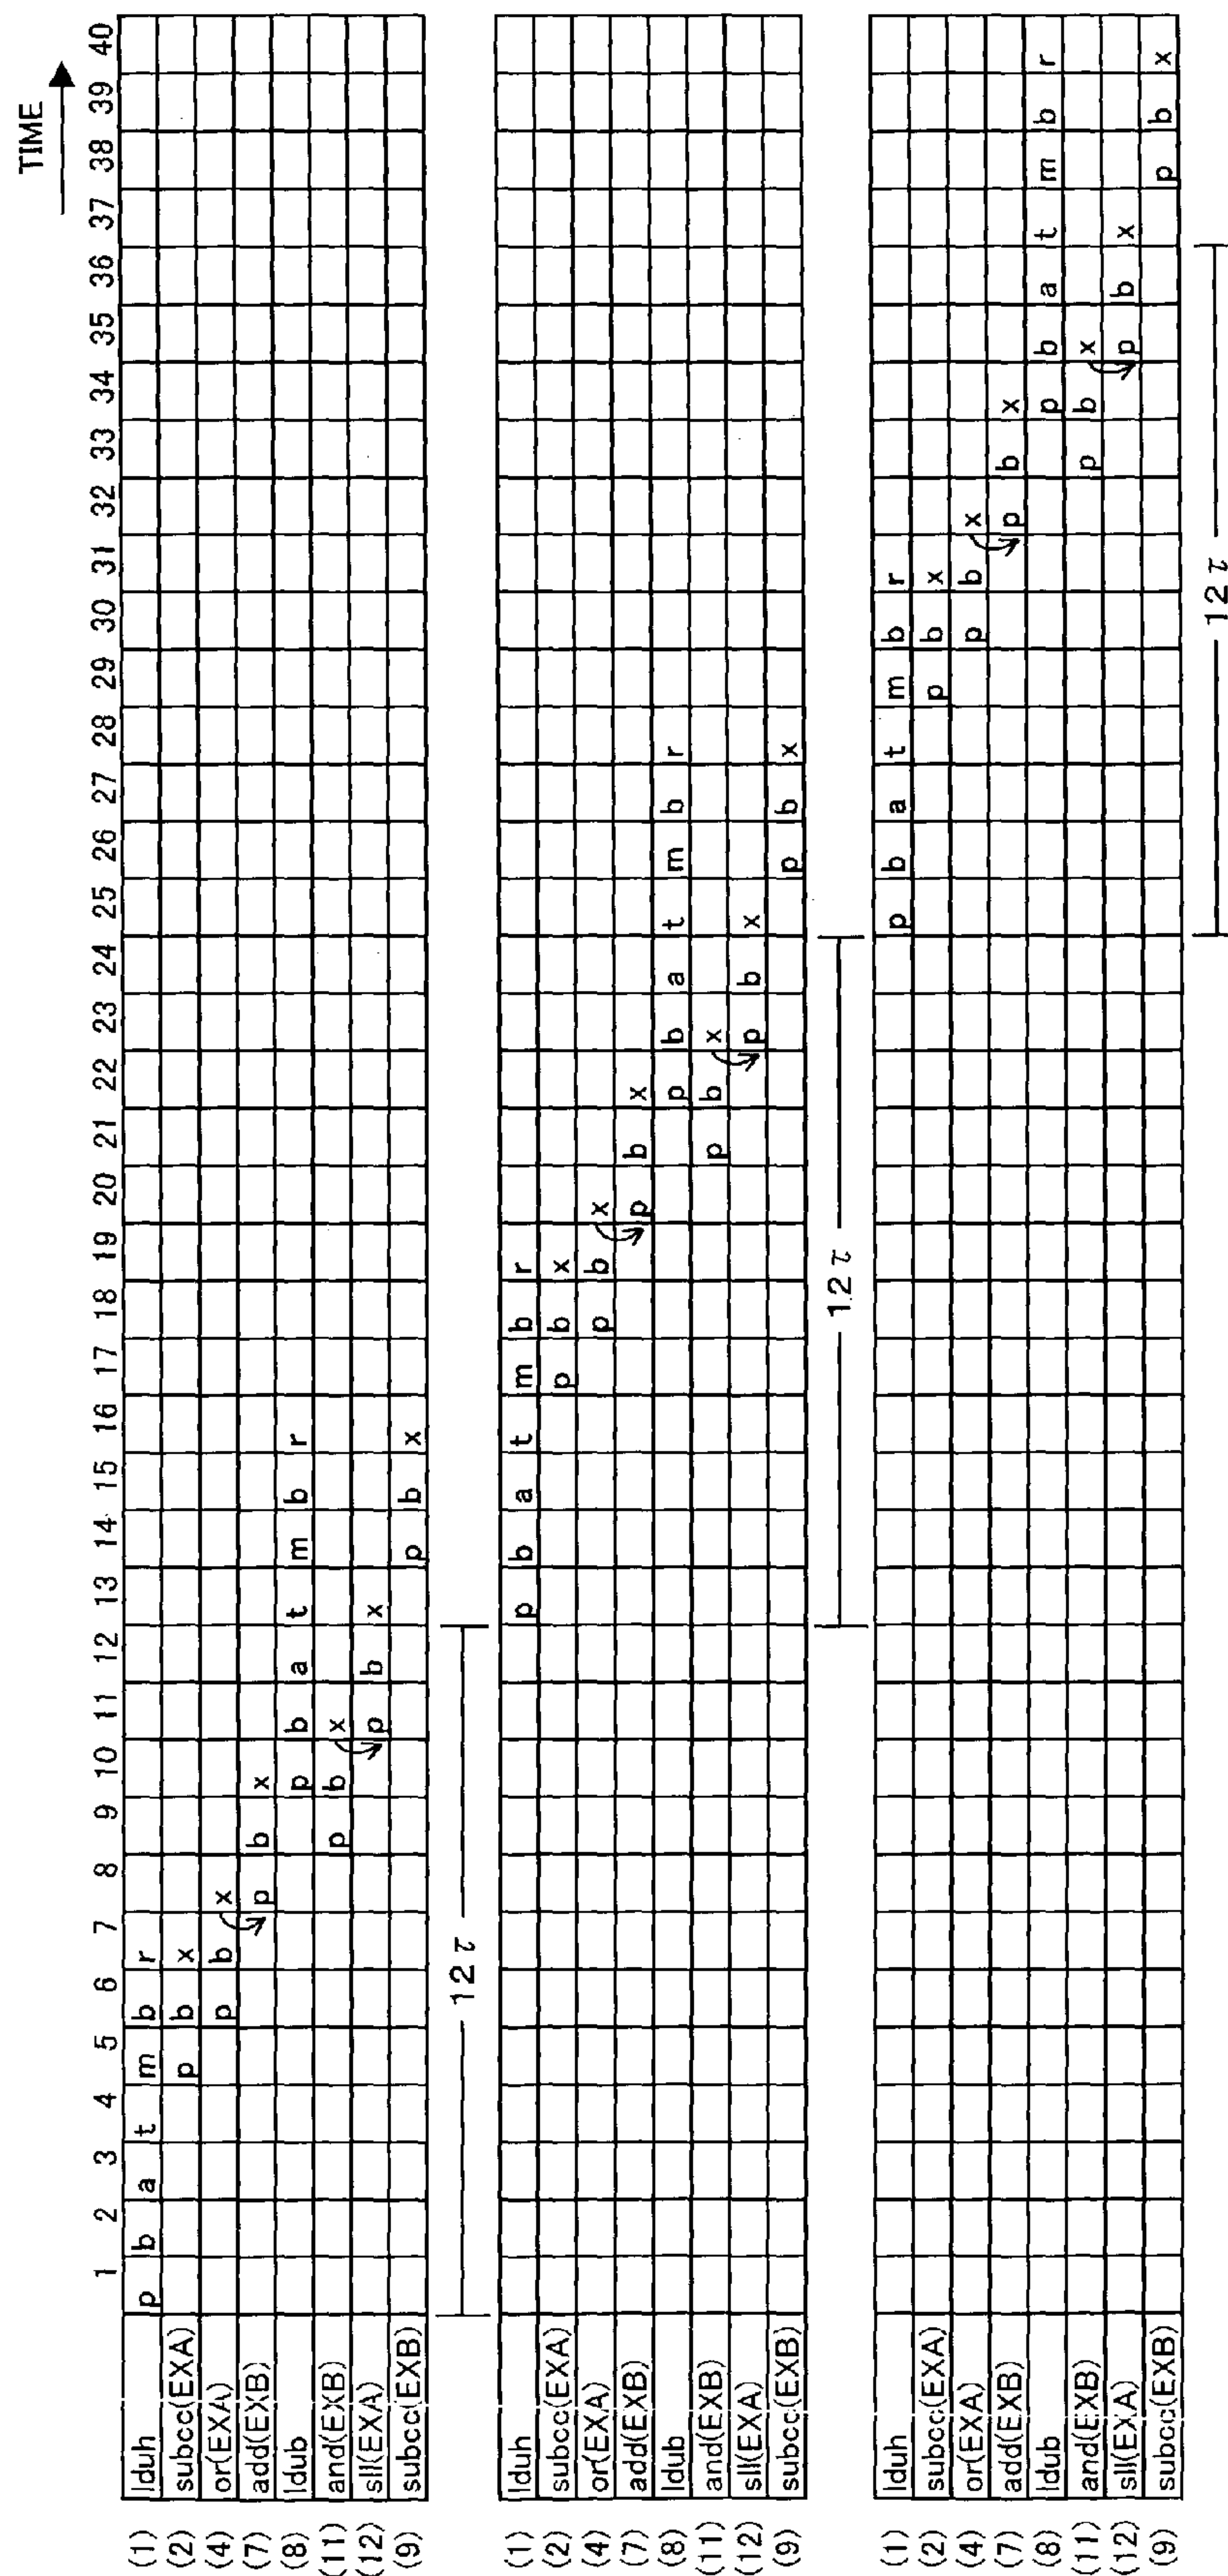 TIME
1 2 3 4 5 6 7 8 9 10 11 12 13 14 15 16 17 18 19 20 21 22 23 24 25 26 27 28 29 30 31 32 33 34 35 36 37 38 39 40
(1) lduh p b a t m b r
(2) subcc(EXA) p b x
(4) or(EXA) p b x
(7) add(EXB) p b x
(8) ldub p b a t m b r
(11) and(EXB) p b x
(12) sll(EXA) p b x
(9) subcc(EXB) p b x
12 τ
(1) lduh p b a t m b r
(2) subcc(EXA) p b x
(4) or(EXA) p b x
(7) add(EXB) p b x
(8) ldub p b a t m b r
(11) and(EXB) p b x
(12) sll(EXA) p b x
(9) subcc(EXB) p b x
12 τ
(1) lduh p b a t m b r
(2) subcc(EXA) p b x
(4) or(EXA) p b x
(7) add(EXB) p b x
(8) ldub p b a t m b r
(11) and(EXB) p b x
(12) sll(EXA) p b x
(9) subcc(EXB) p b x
12 τ